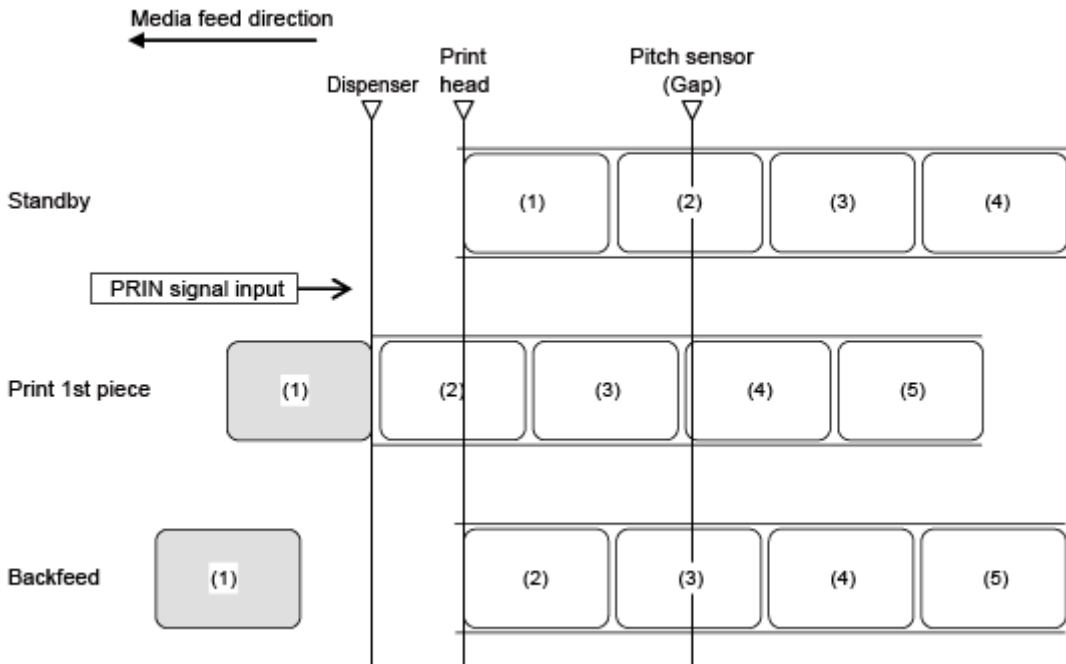 Media feed direction
Dispenser
Print
head
Pitch sensor
(Gap)
Standby
(1)
(2)
(3)
(4)
PRIN signal input
Print 1st piece
(1)
(2)
(3)
(4)
(5)
Backfeed
(1)
(2)
(3)
(4)
(5)